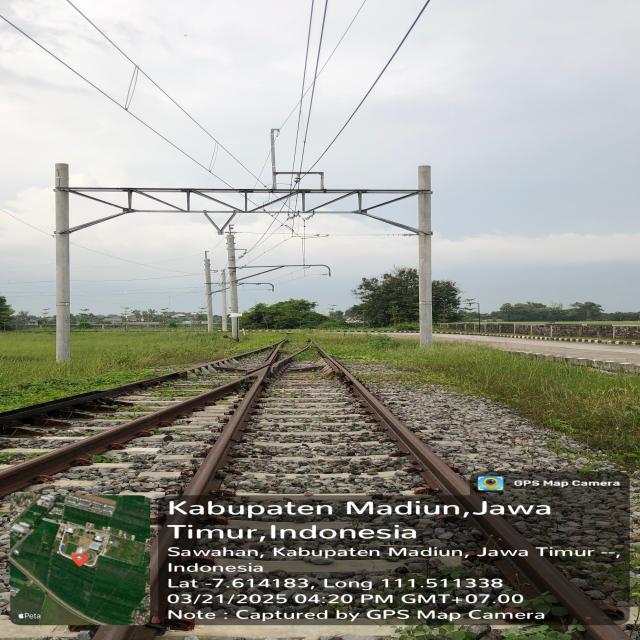 GPS Map Camera
Kabupaten Madiun,Jawa
Timur,Indonesia
Sawahan, Kabupaten Madiun, Jawa Timur --,
Indonesia
Lat -7.614183, Long 111.511338
03/21/2025 04:20 PM GMT+07.00
Note : Captured by GPS Map Camera
Peta